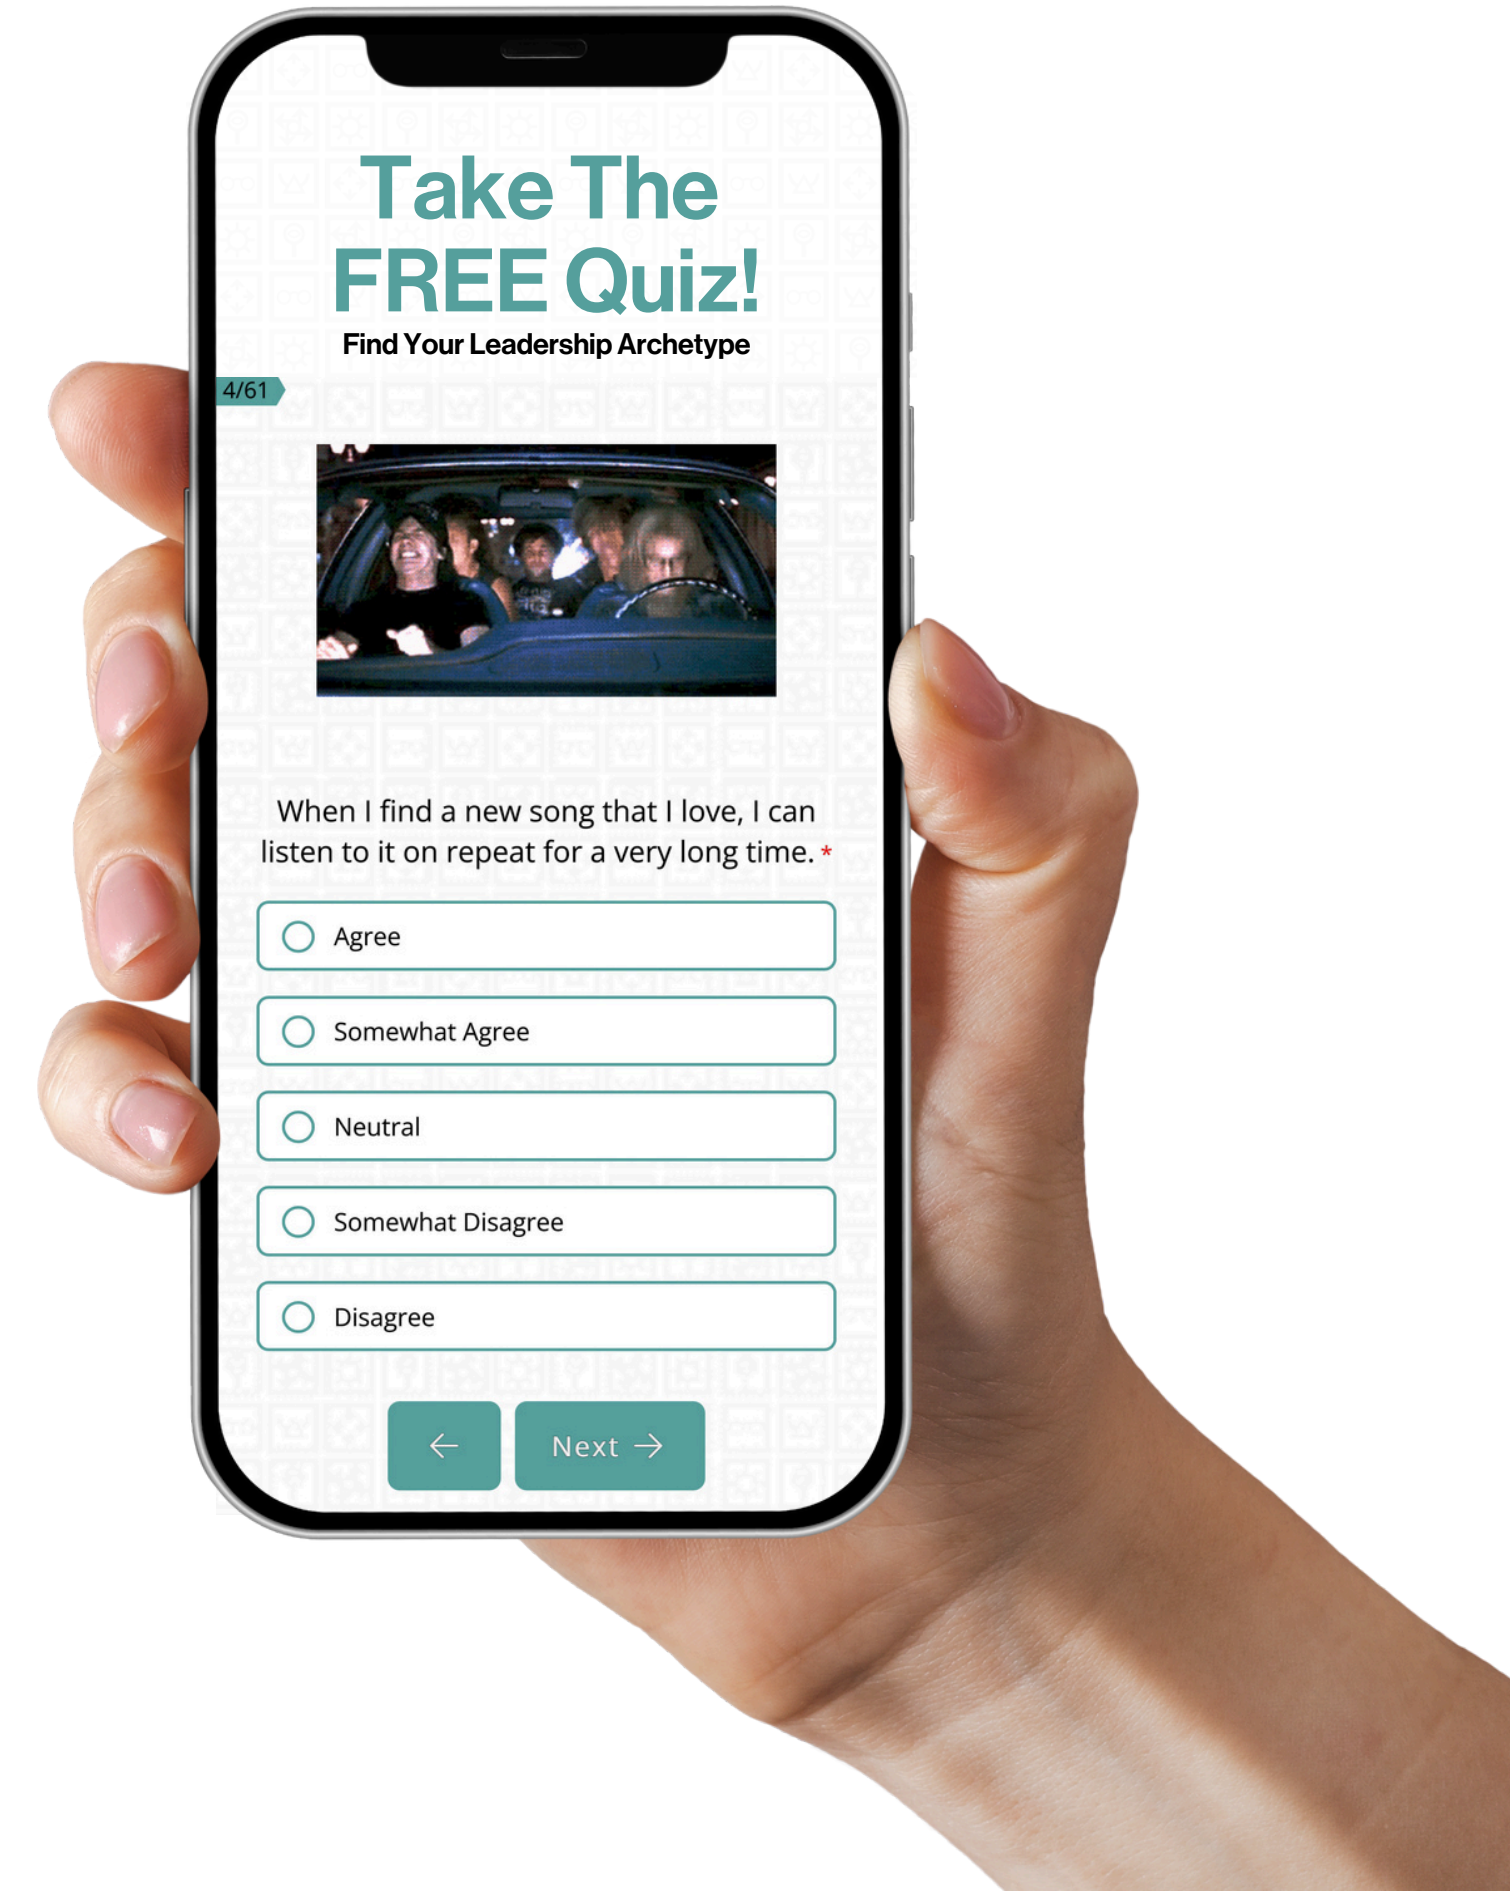 Take The
FREE Quiz!
Find Your Leadership Archetype
4/61
When I find a new song that I love, I can
listen to it on repeat for a very long time. *
Agree
Somewhat Agree
Neutral
Somewhat Disagree
Disagree
← Next →